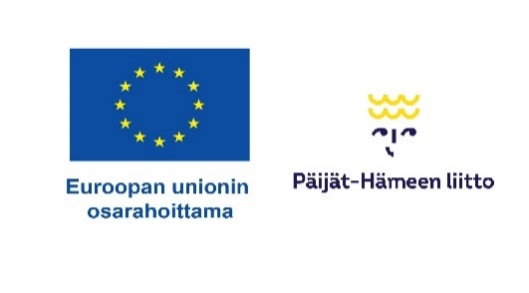 Euroopan unionin
osarahoittama
Päijät-Hämeen liitto